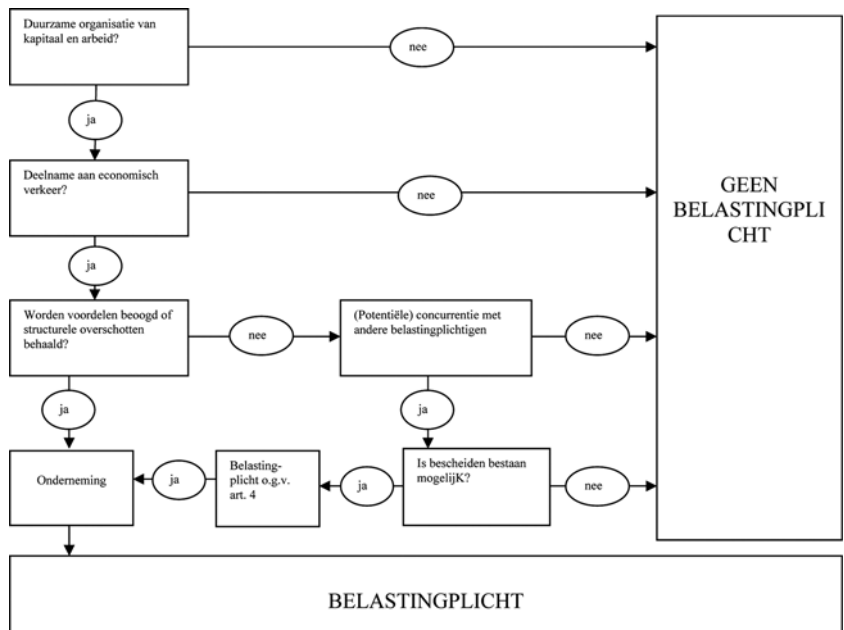 Duurzame organisatie van
kapitaal en arbeid?
nee
ja
Deelname aan economisch
verkeer?
nee
GEEN
BELASTINGPLI
CHT
ja
Worden voordelen beoogd of
structurele overschotten
behaald?
nee
(Potentiële) concurrentie met
andere belastingplichtigen
nee
ja
ja
Onderneming
ja
Belasting-
plicht o.g.v.
art. 4
ja
Is bescheiden bestaan
mogelijK?
nee
BELASTINGPLICHT